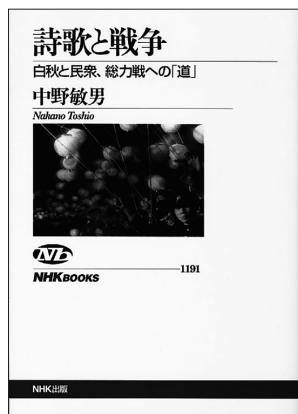 詩歌と戦争
白秋と民衆、総力戦への「道」
中野敏男
Nakano Toshio
Nb
NHKBOOKS
1191
NHK出版